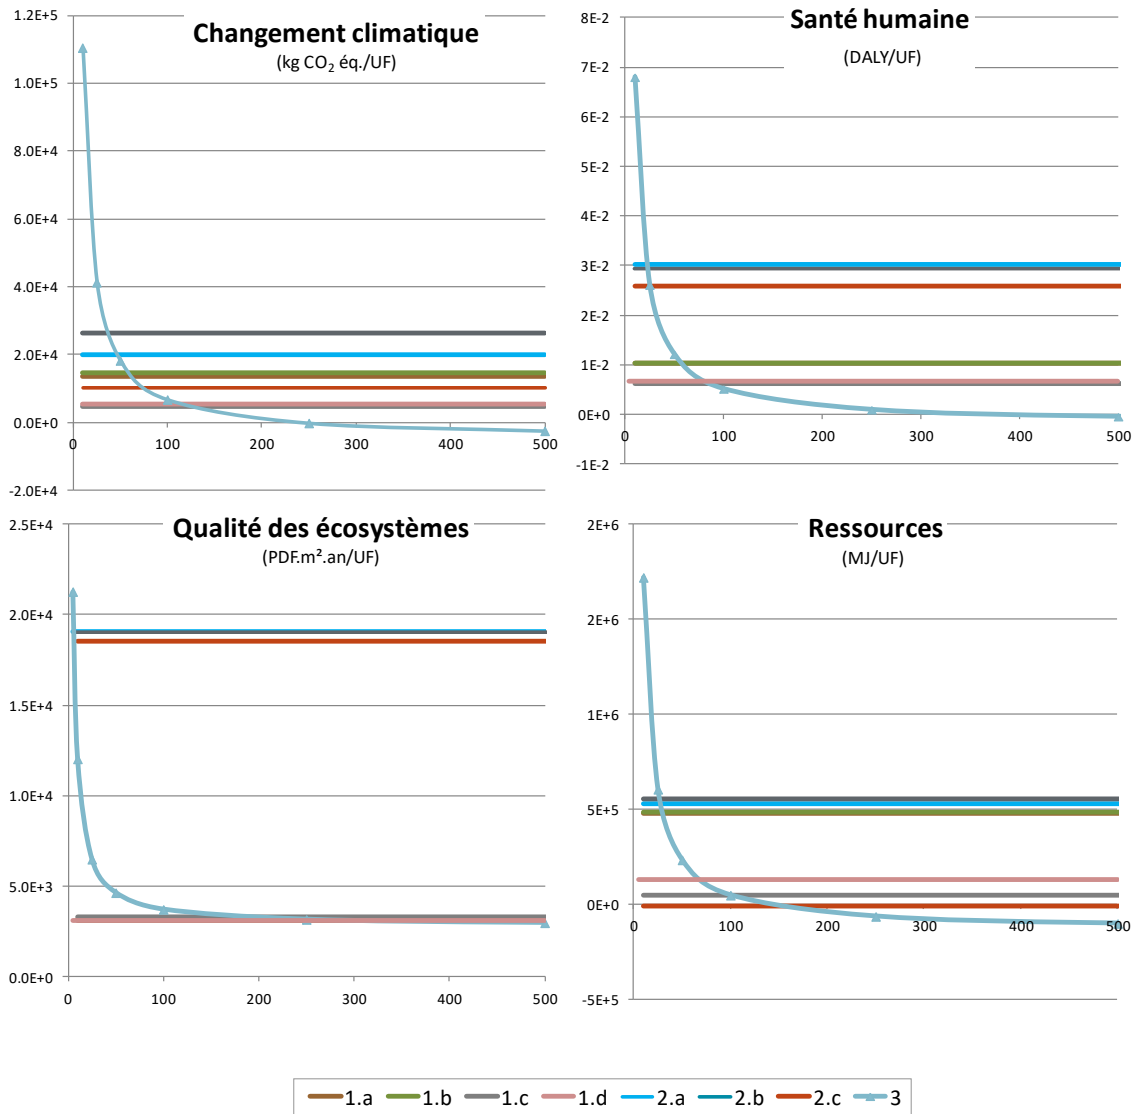 Changement climatique
(kg CO₂ éq./UF)
1.2E+5
1.0E+5
8.0E+4
6.0E+4
4.0E+4
2.0E+4
0.0E+0
-2.0E+4
0 100 200 300 400 500
Santé humaine
(DALY/UF)
8E-2
7E-2
6E-2
5E-2
4E-2
3E-2
2E-2
1E-2
0E+0
-1E-2
0 100 200 300 400 500
Qualité des écosystèmes
(PDF.m².an/UF)
2.5E+4
2.0E+4
1.5E+4
1.0E+4
5.0E+3
0.0E+0
0 100 200 300 400 500
Ressources
(MJ/UF)
2E+6
2E+6
1E+6
5E+5
0E+0
-5E+5
0 100 200 300 400 500
1.a 1.b 1.c 1.d 2.a 2.b 2.c 3